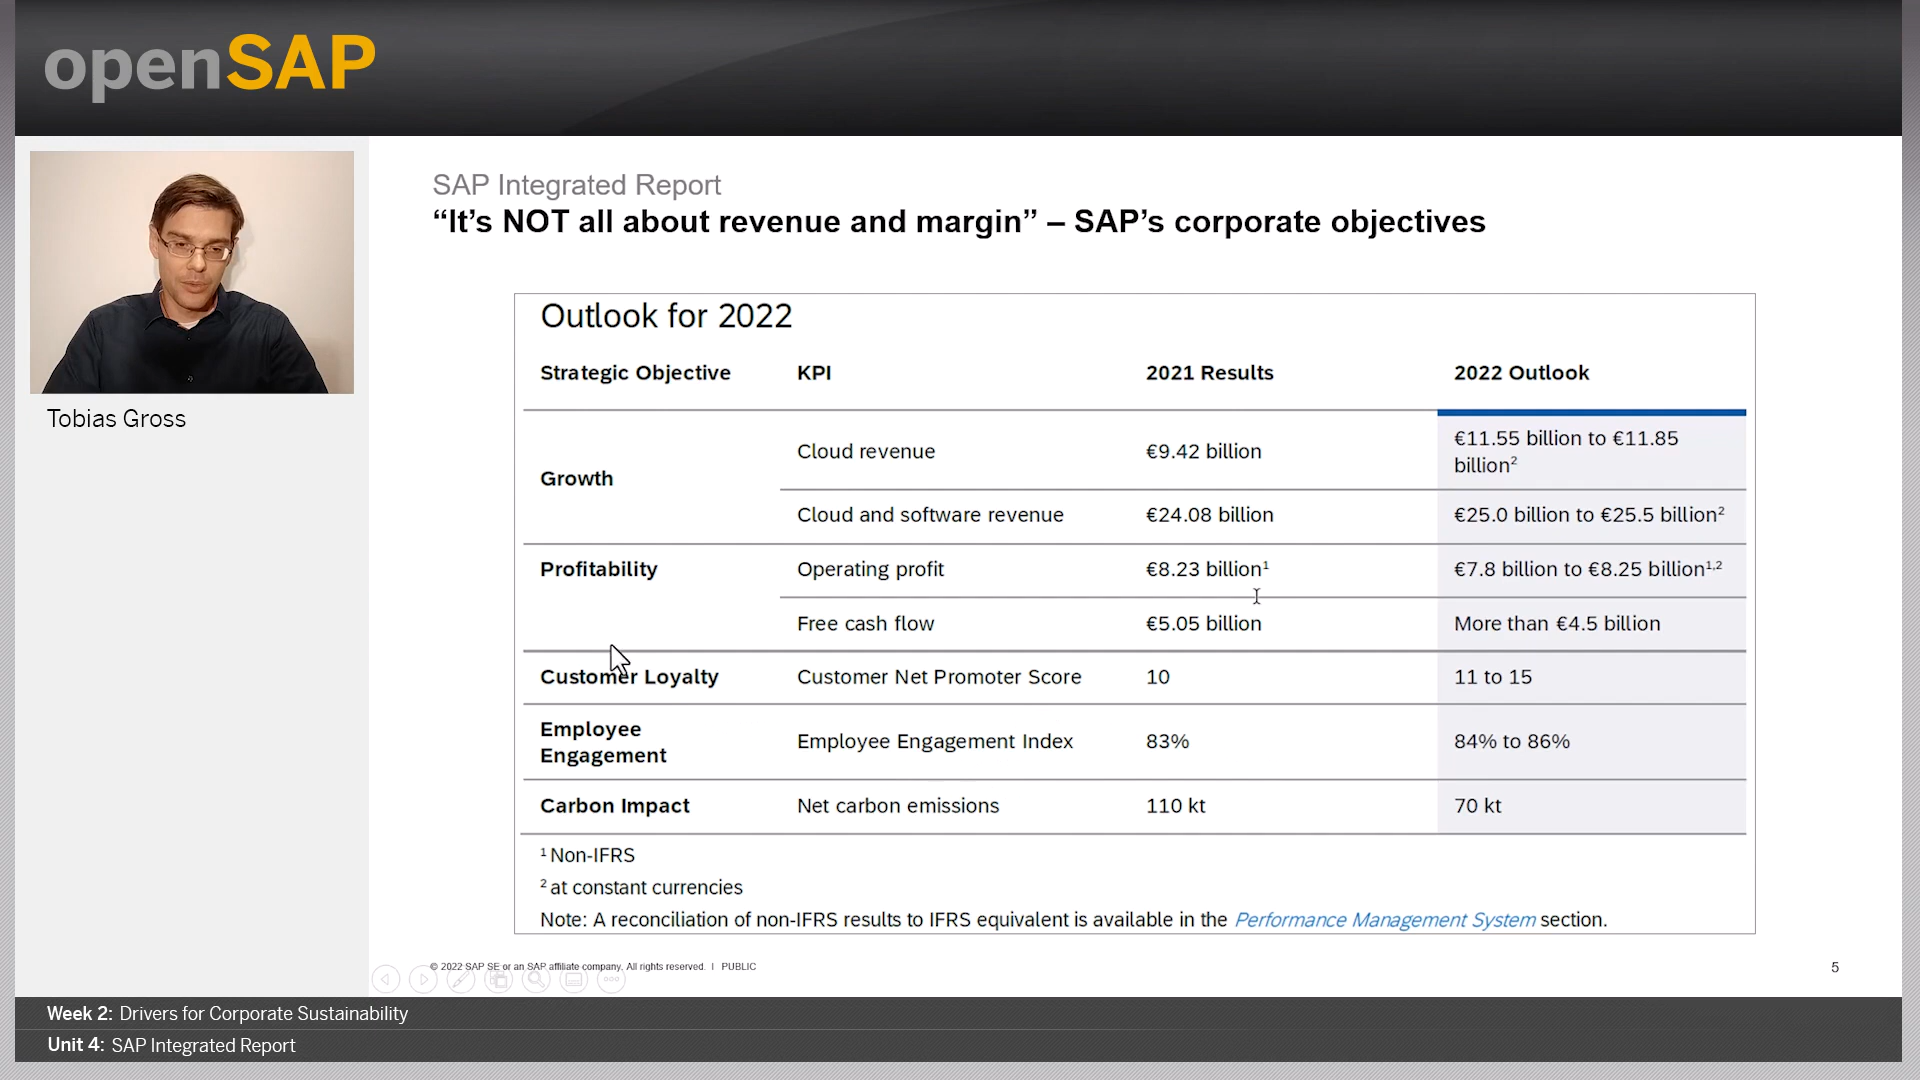 openSAP
Tobias Gross
SAP Integrated Report
“It’s NOT all about revenue and margin” – SAP’s corporate objectives
Outlook for 2022
Strategic Objective KPI 2021 Results 2022 Outlook
Growth
Cloud revenue €9.42 billion €11.55 billion to €11.85
billion²
Cloud and software revenue €24.08 billion €25.0 billion to €25.5 billion²
Profitability Operating profit €8.23 billion¹ €7.8 billion to €8.25 billion¹,²
Free cash flow €5.05 billion More than €4.5 billion
Customer Loyalty Customer Net Promoter Score 10 11 to 15
Employee
Engagement Employee Engagement Index 83% 84% to 86%
Carbon Impact Net carbon emissions 110 kt 70 kt
¹ Non-IFRS
² at constant currencies
Note: A reconciliation of non-IFRS results to IFRS equivalent is available in the Performance Management System section.
© 2022 SAP SE or an SAP affiliate company. All rights reserved. I PUBLIC
5
Week 2: Drivers for Corporate Sustainability
Unit 4: SAP Integrated Report